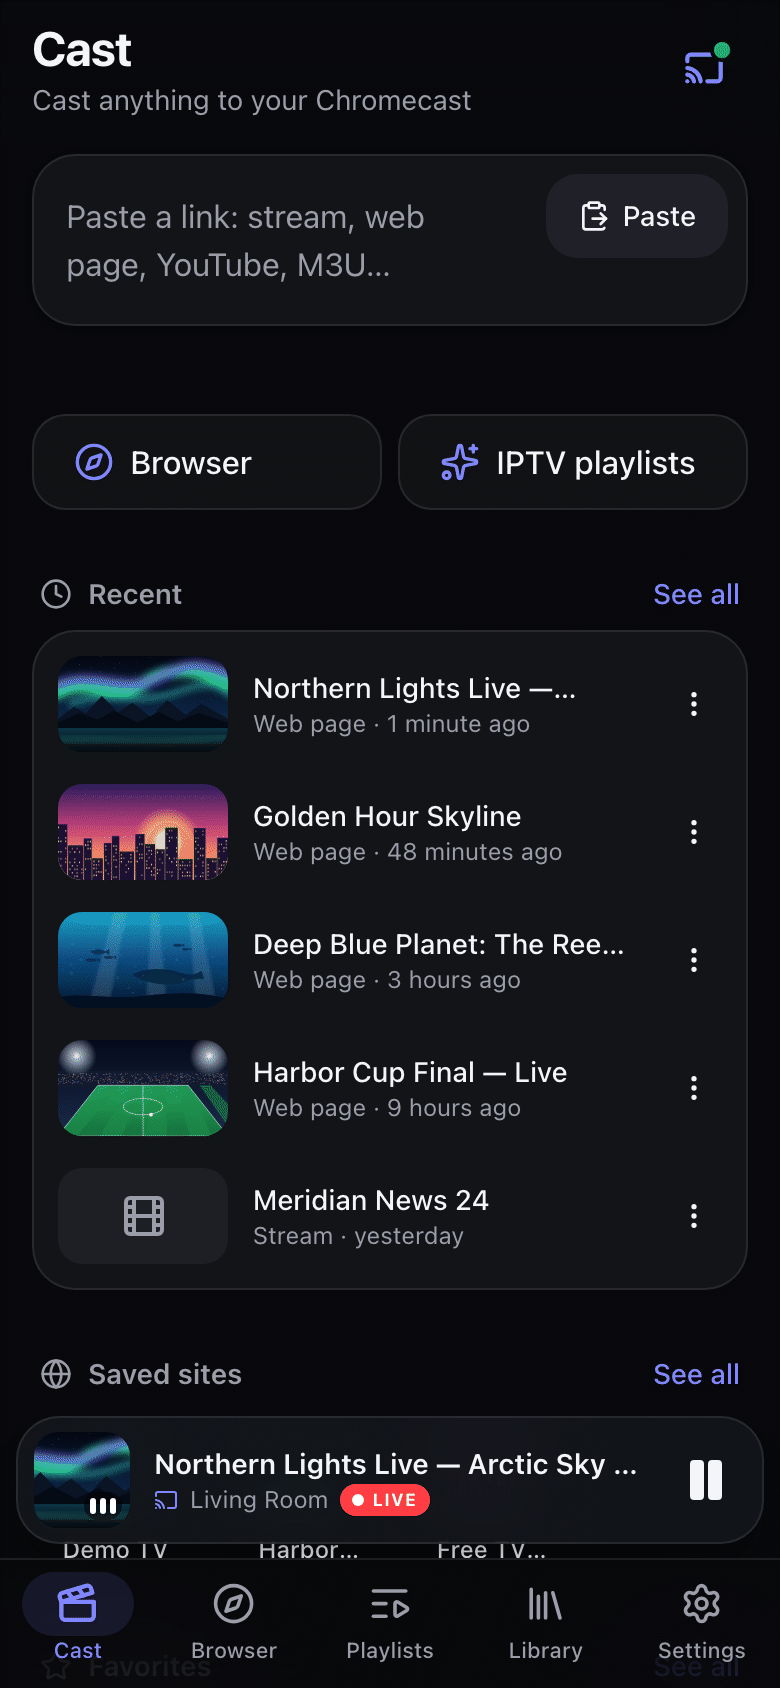 Cast
Cast anything to your Chromecast
Paste a link: stream, web
page, YouTube, M3U...
Paste
Browser
IPTV playlists
Recent
See all
Northern Lights Live —...
Web page · 1 minute ago
Golden Hour Skyline
Web page · 48 minutes ago
Deep Blue Planet: The Ree...
Web page · 3 hours ago
Harbor Cup Final — Live
Web page · 9 hours ago
Meridian News 24
Stream · yesterday
Saved sites
See all
Northern Lights Live — Arctic Sky ...
Living Room
LIVE
Demo TV
Harbor...
Free TV...
Cast
Browser
Playlists
Library
Settings
Favorites
See all